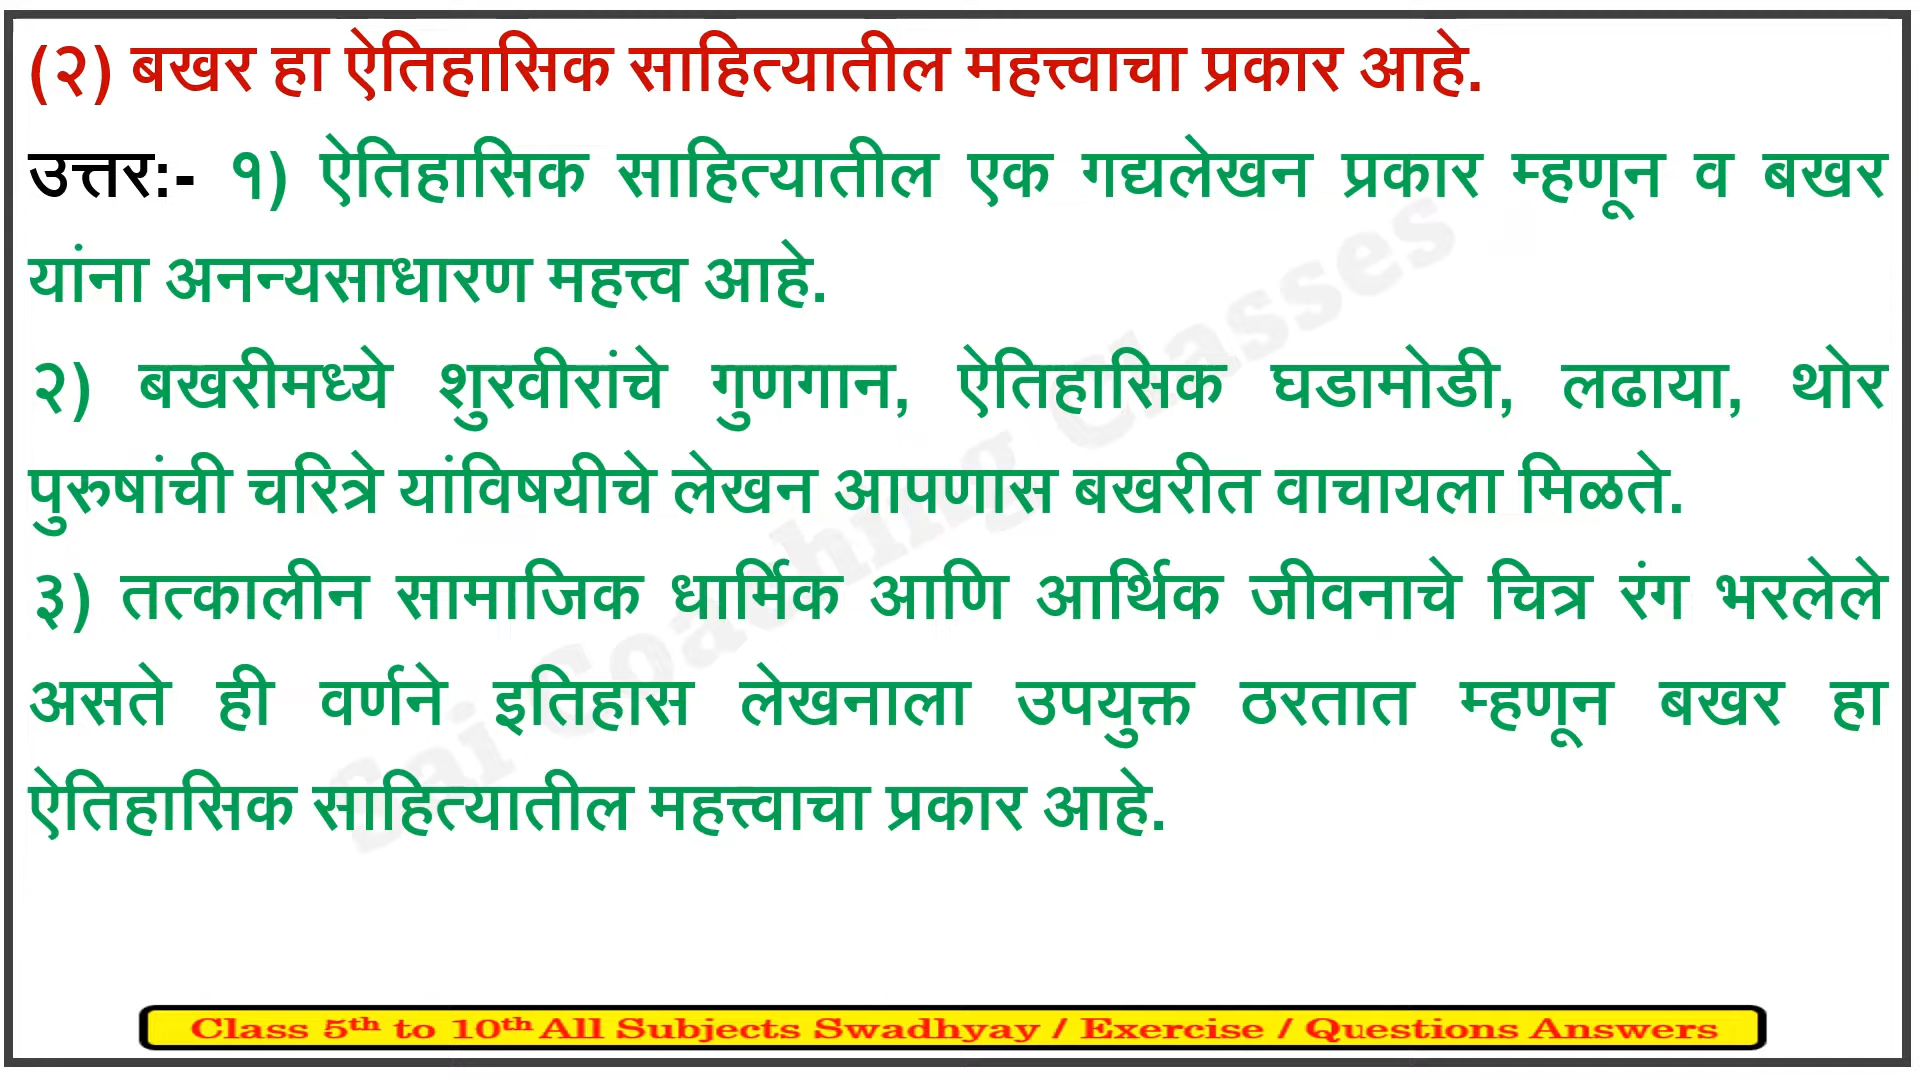 (२) बखर हा ऐतिहासिक साहित्यातील महत्त्वाचा प्रकार आहे.
उत्तर:- १) ऐतिहासिक साहित्यातील एक गद्यलेखन प्रकार म्हणून व बखर
यांना अनन्यसाधारण महत्त्व आहे.
२) बखरीमध्ये शुरवीरांचे गुणगान, ऐतिहासिक घडामोडी, लढाया, थोर
पुरुषांची चरित्रे यांविषयीचे लेखन आपणास बखरीत वाचायला मिळते.
३) तत्कालीन सामाजिक धार्मिक आणि आर्थिक जीवनाचे चित्र रंग भरलेले
असते ही वर्णने इतिहास लेखनाला उपयुक्त ठरतात म्हणून बखर हा
ऐतिहासिक साहित्यातील महत्त्वाचा प्रकार आहे.
Sai Coaching Classes
Class 5th to 10th All Subjects Swadhyay / Exercise / Questions Answers